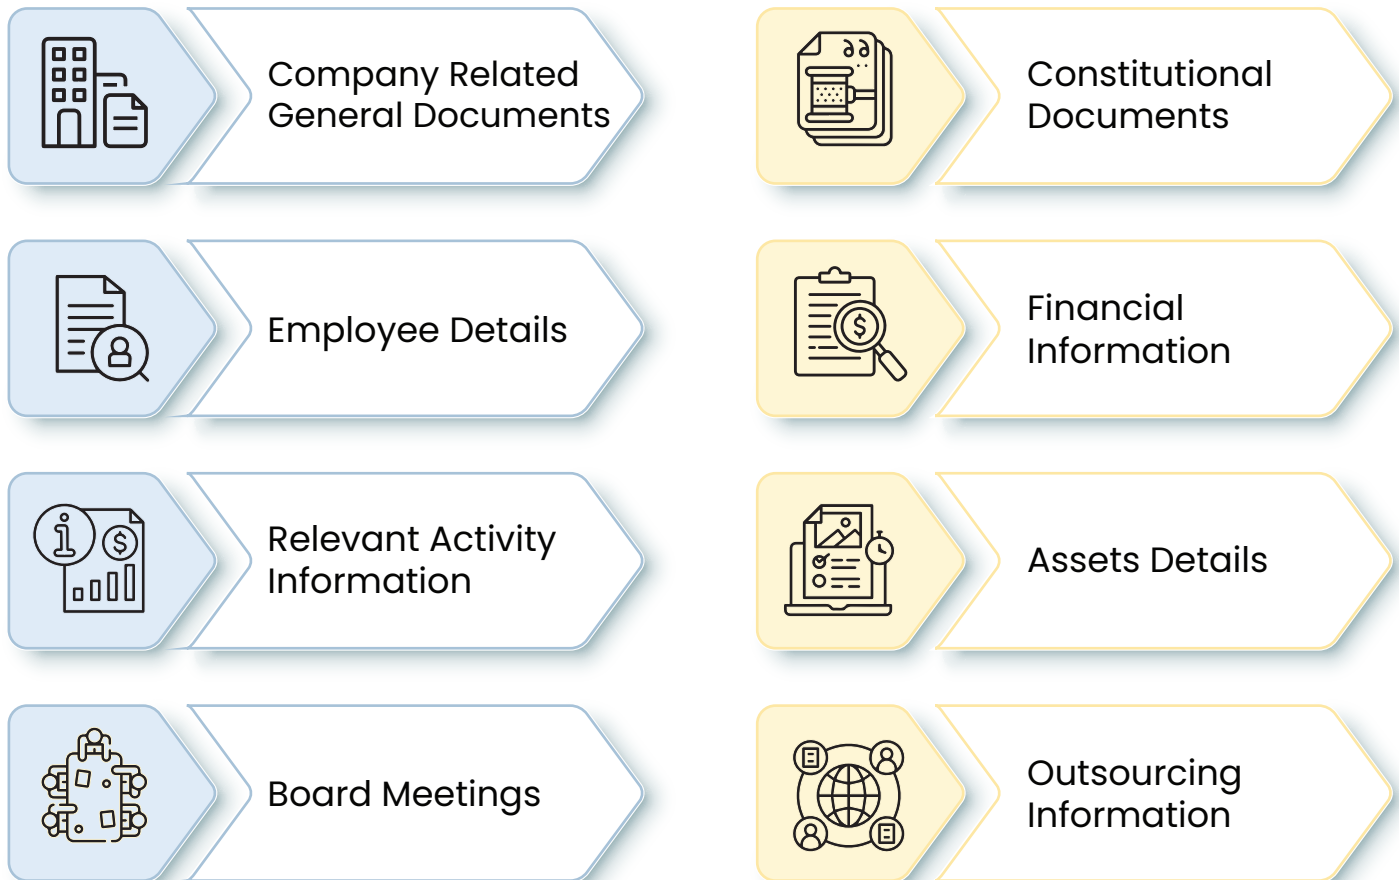 Company Related
General Documents
Constitutional
Documents
Employee Details
Financial
Information
Relevant Activity
Information
Assets Details
Board Meetings
Outsourcing
Information